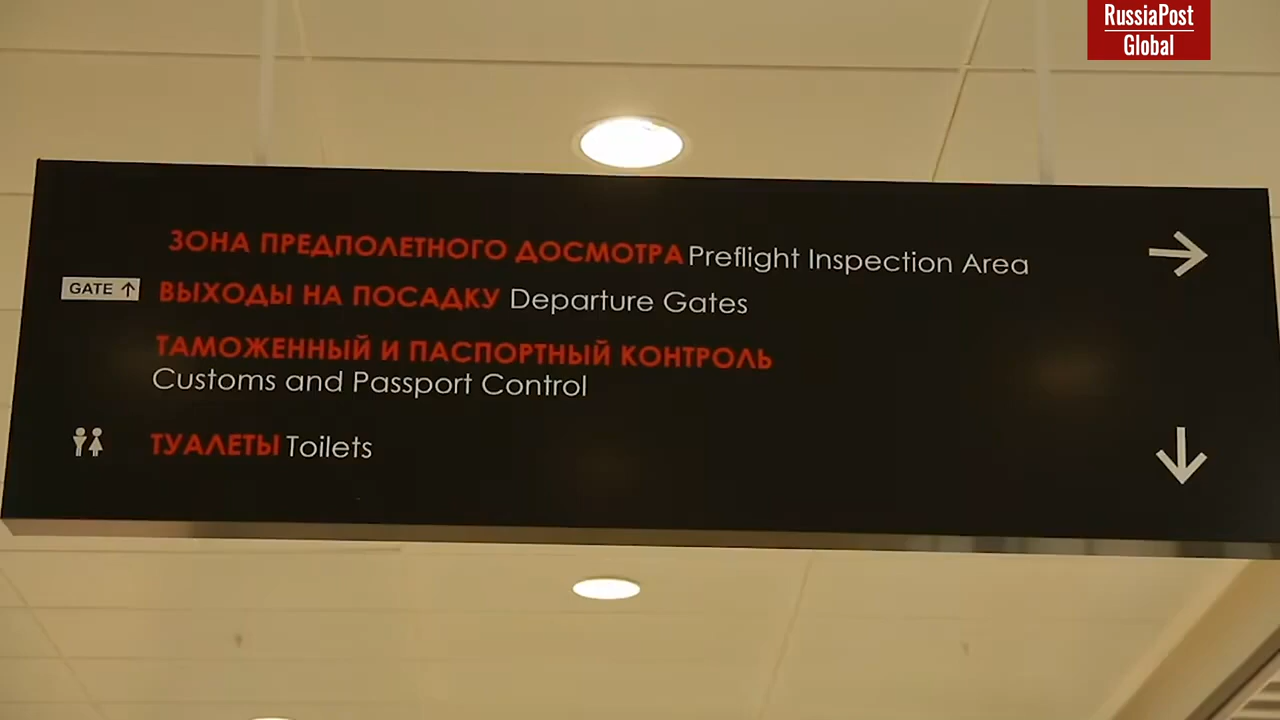 RussiaPost
Global
ЗОНА ПРЕДПОЛЕТНОГО ДОСМОТРА Preflight Inspection Area
GATE ↑ ВЫХОДЫ НА ПОСАДКУ Departure Gates
ТАМОЖЕННЫЙ И ПАСПОРТНЫЙ КОНТРОЛЬ
Customs and Passport Control
ТУАЛЕТЫ Toilets